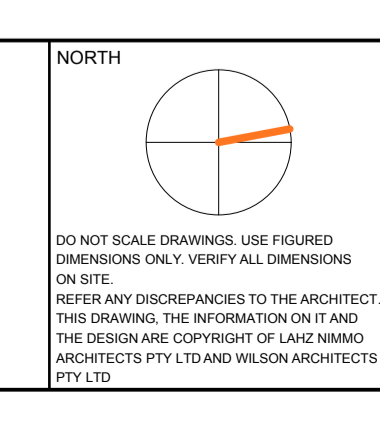 NORTH
DO NOT SCALE DRAWINGS. USE FIGURED
DIMENSIONS ONLY. VERIFY ALL DIMENSIONS
ON SITE.
REFER ANY DISCREPANCIES TO THE ARCHITECT.
THIS DRAWING, THE INFORMATION ON IT AND
THE DESIGN ARE COPYRIGHT OF LAHZ NIMMO
ARCHITECTS PTY LTD AND WILSON ARCHITECTS
PTY LTD